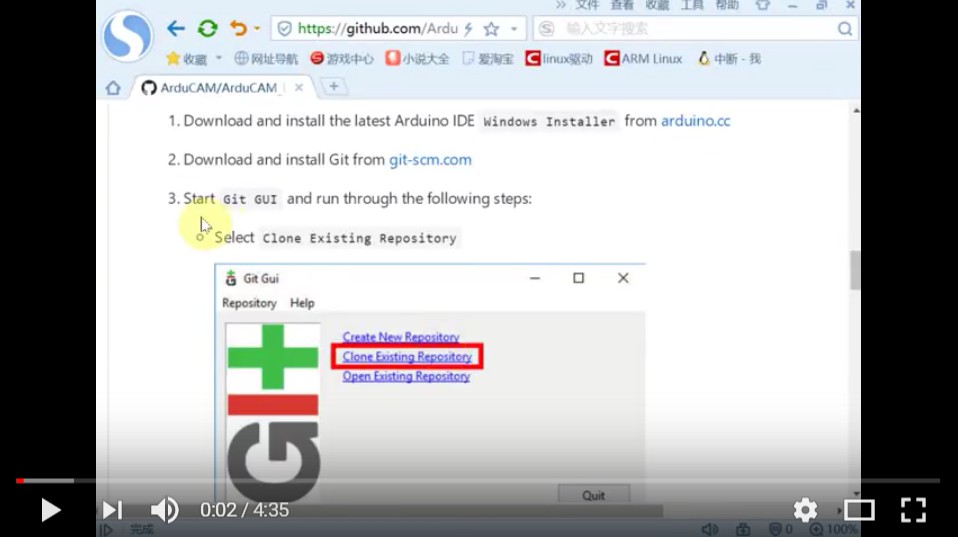 文件 查看 收藏 工具 帮助
https://github.com/Ardu
输入文字搜索
收藏 网址导航 游戏中心 小说大全 爱淘宝 linux驱动 ARM Linux 中断 - 我
ArduCAM/ArduCAM_
1. Download and install the latest Arduino IDE Windows Installer from arduino.cc
2. Download and install Git from git-scm.com
3. Start Git GUI and run through the following steps:
Select Clone Existing Repository
Git Gui
Repository Help
Create New Repository
Clone Existing Repository
Open Existing Repository
GIT
Quit
0:02 / 4:35
完成 0 100%